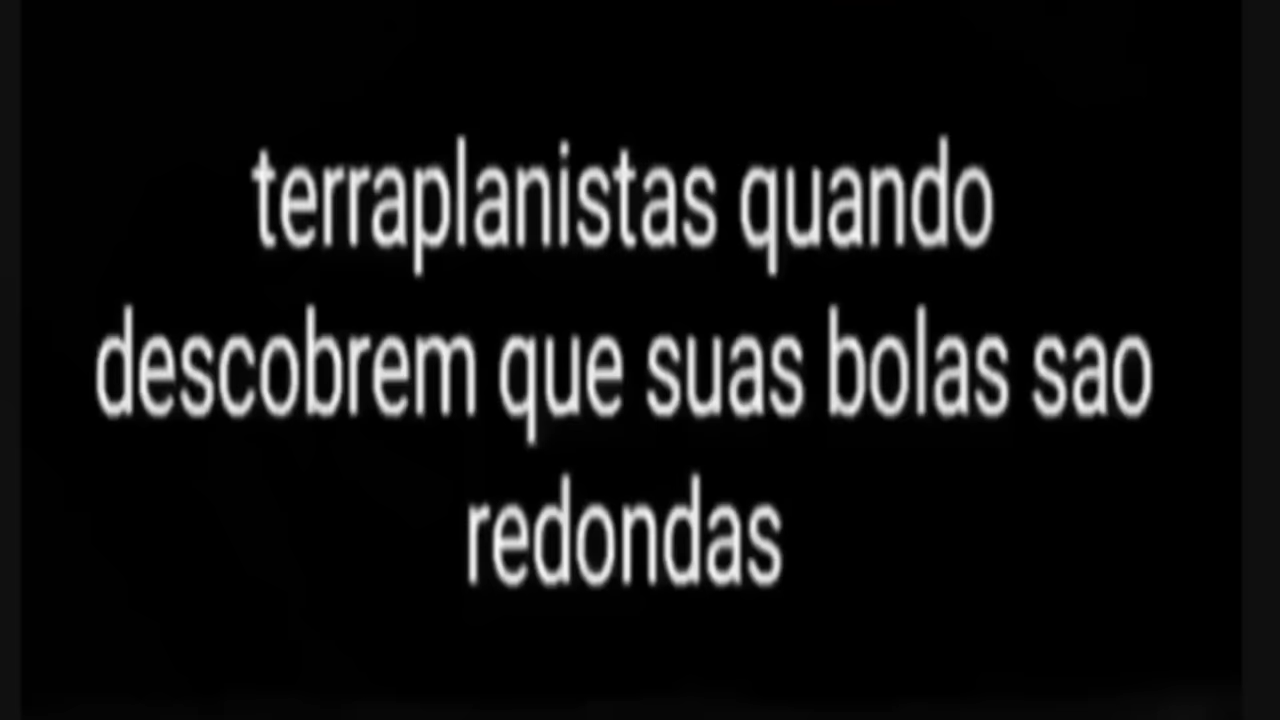 terraplanistas quando
descobrem que suas bolas sao
redondas